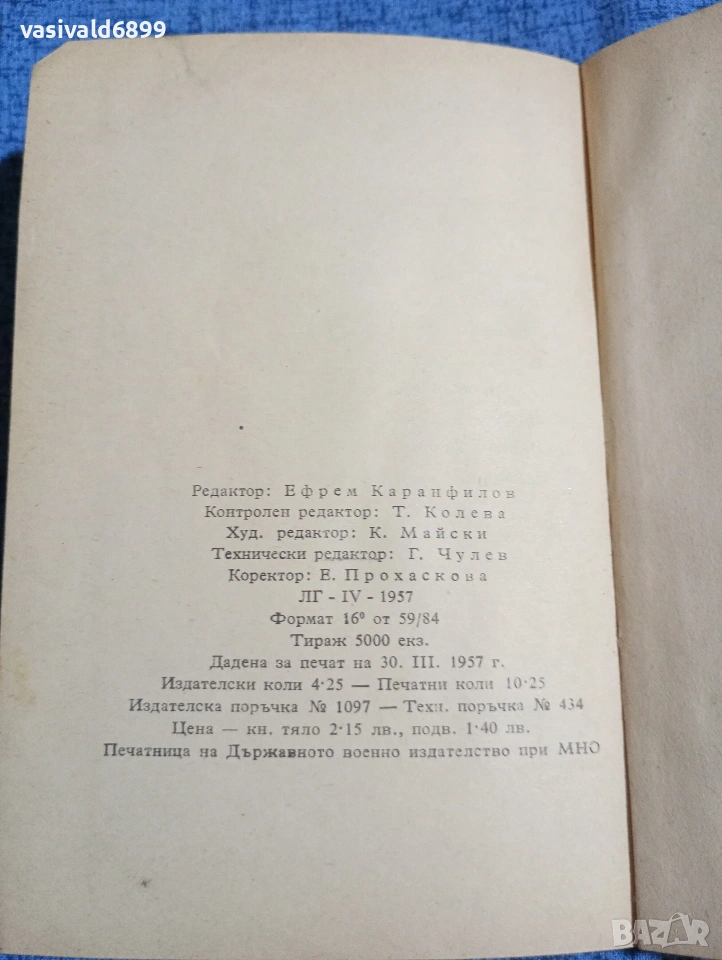 vasivald6899
Редактор: Ефрем Каранфилов
Контролен редактор: Т. Колева
Худ. редактор: К. Майски
Технически редактор: Г. Чулев
Коректор: Е. Прохаскова
ЛГ - IV - 1957
Формат 16⁰ от 59/84
Тираж 5000 екз.
Дадена за печат на 30. III. 1957 г.
Издателски коли 4·25 — Печатни коли 10·25
Издателска поръчка № 1097 — Техн. поръчка № 434
Цена — кн. тяло 2·15 лв., подв. 1·40 лв.
Печатница на Държавното военно издателство при МНО
BAZAR